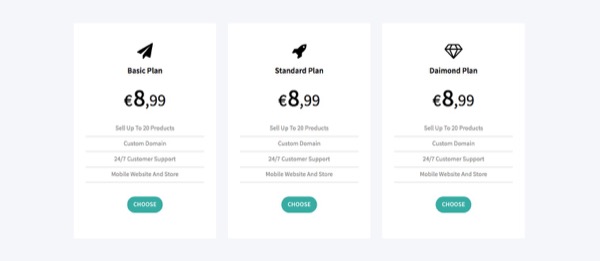 Basic Plan
€8,99
Sell Up To 20 Products
Custom Domain
24/7 Customer Support
Mobile Website And Store
CHOOSE
Standard Plan
€8,99
Sell Up To 20 Products
Custom Domain
24/7 Customer Support
Mobile Website And Store
CHOOSE
Daimond Plan
€8,99
Sell Up To 20 Products
Custom Domain
24/7 Customer Support
Mobile Website And Store
CHOOSE